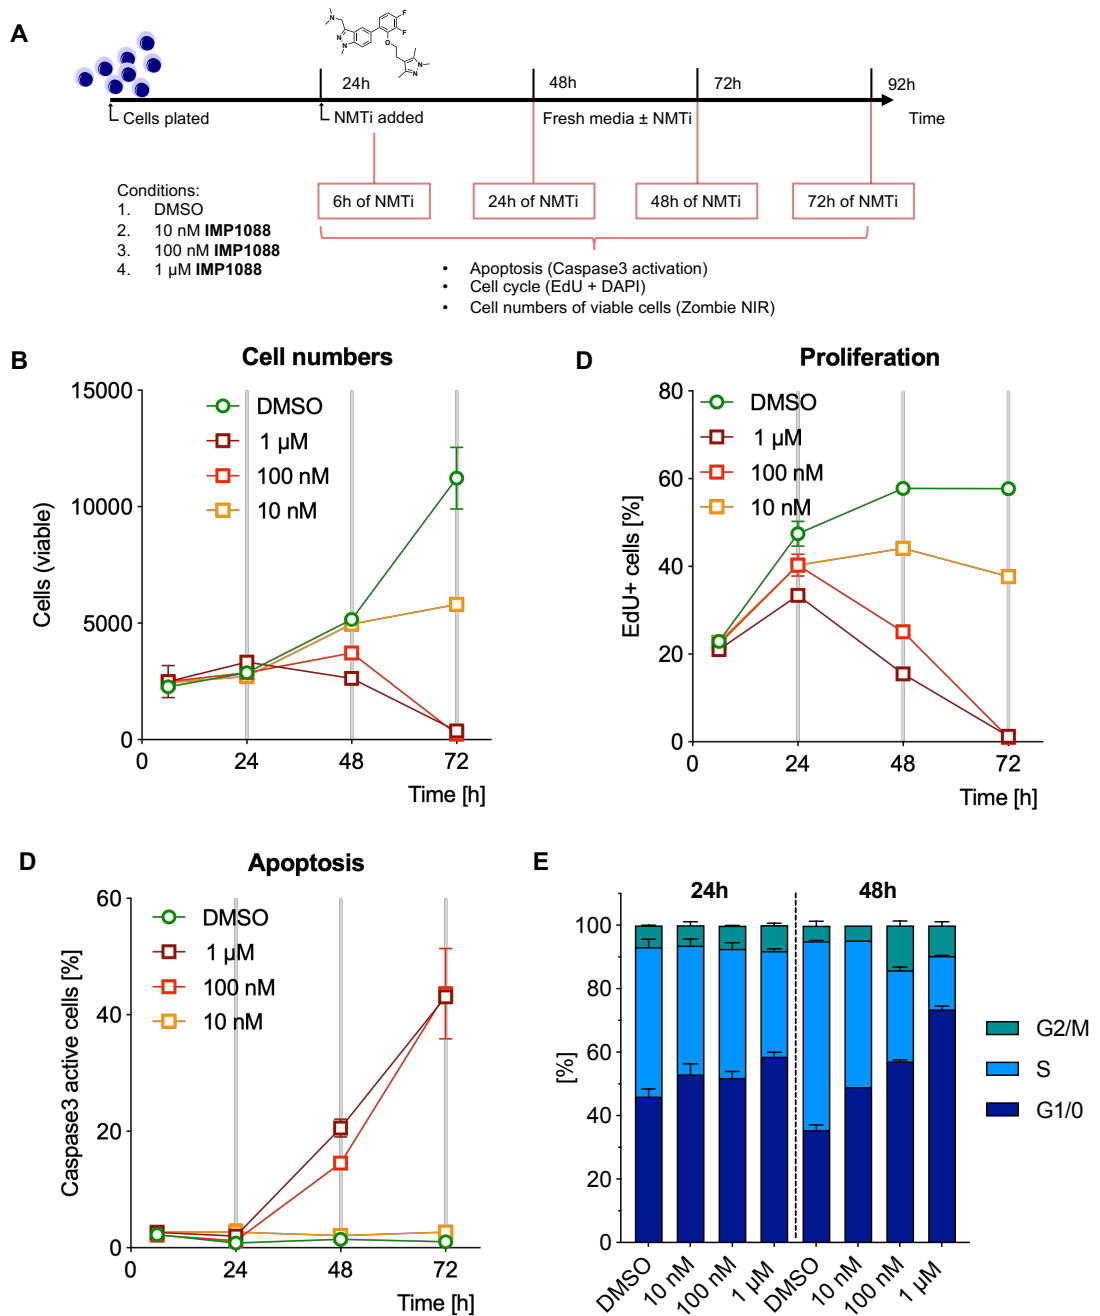 A
N
N
N
F
F
O
N
N
24h
48h
72h
92h
Cells plated
NMTi added
Fresh media ± NMTi
Time
Conditions:
1. DMSO
2. 10 nM IMP1088
3. 100 nM IMP1088
4. 1 µM IMP1088
6h of NMTi
24h of NMTi
48h of NMTi
72h of NMTi
• Apoptosis (Caspase3 activation)
• Cell cycle (EdU + DAPI)
• Cell numbers of viable cells (Zombie NIR)
B
Cell numbers
Cells (viable)
15000
10000
5000
0
DMSO
1 µM
100 nM
10 nM
0 24 48 72
Time [h]
D
Proliferation
EdU+ cells [%]
80
60
40
20
0
DMSO
1 µM
100 nM
10 nM
0 24 48 72
Time [h]
D
Apoptosis
Caspase3 active cells [%]
60
40
20
0
DMSO
1 µM
100 nM
10 nM
0 24 48 72
Time [h]
E
24h 48h
[%]
100
80
60
40
20
0
DMSO
10 nM
100 nM
1 µM
DMSO
10 nM
100 nM
1 µM
G2/M
S
G1/0